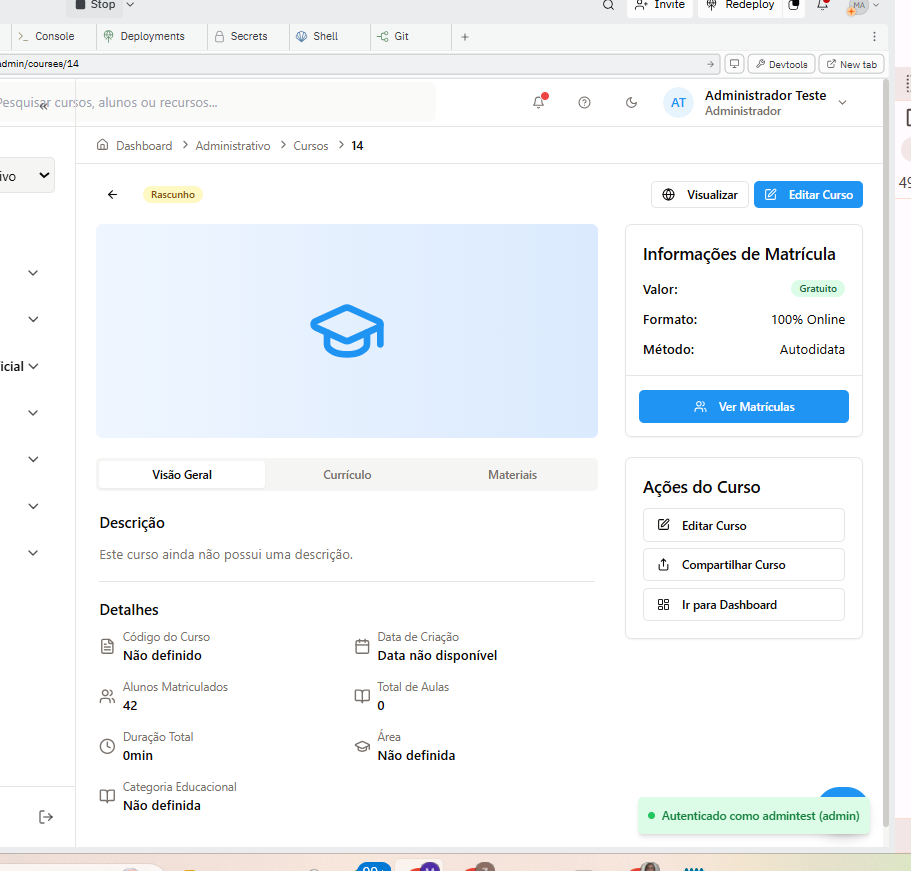 Stop
Invite
Redeploy
MA
Console
Deployments
Secrets
Shell
Git
admin/courses/14
Devtools
New tab
Pesquisar cursos, alunos ou recursos...
AT
Administrador Teste
Administrador
Dashboard
Administrativo
Cursos
14
Rascunho
Visualizar
Editar Curso
Informações de Matrícula
Valor:
Gratuito
Formato:
100% Online
Método:
Autodidata
Ver Matrículas
Visão Geral
Currículo
Materiais
Descrição
Este curso ainda não possui uma descrição.
Ações do Curso
Editar Curso
Compartilhar Curso
Ir para Dashboard
Detalhes
Código do Curso
Não definido
Data de Criação
Data não disponível
Alunos Matriculados
42
Total de Aulas
0
Duração Total
0min
Área
Não definida
Categoria Educacional
Não definida
Autenticado como admintest (admin)